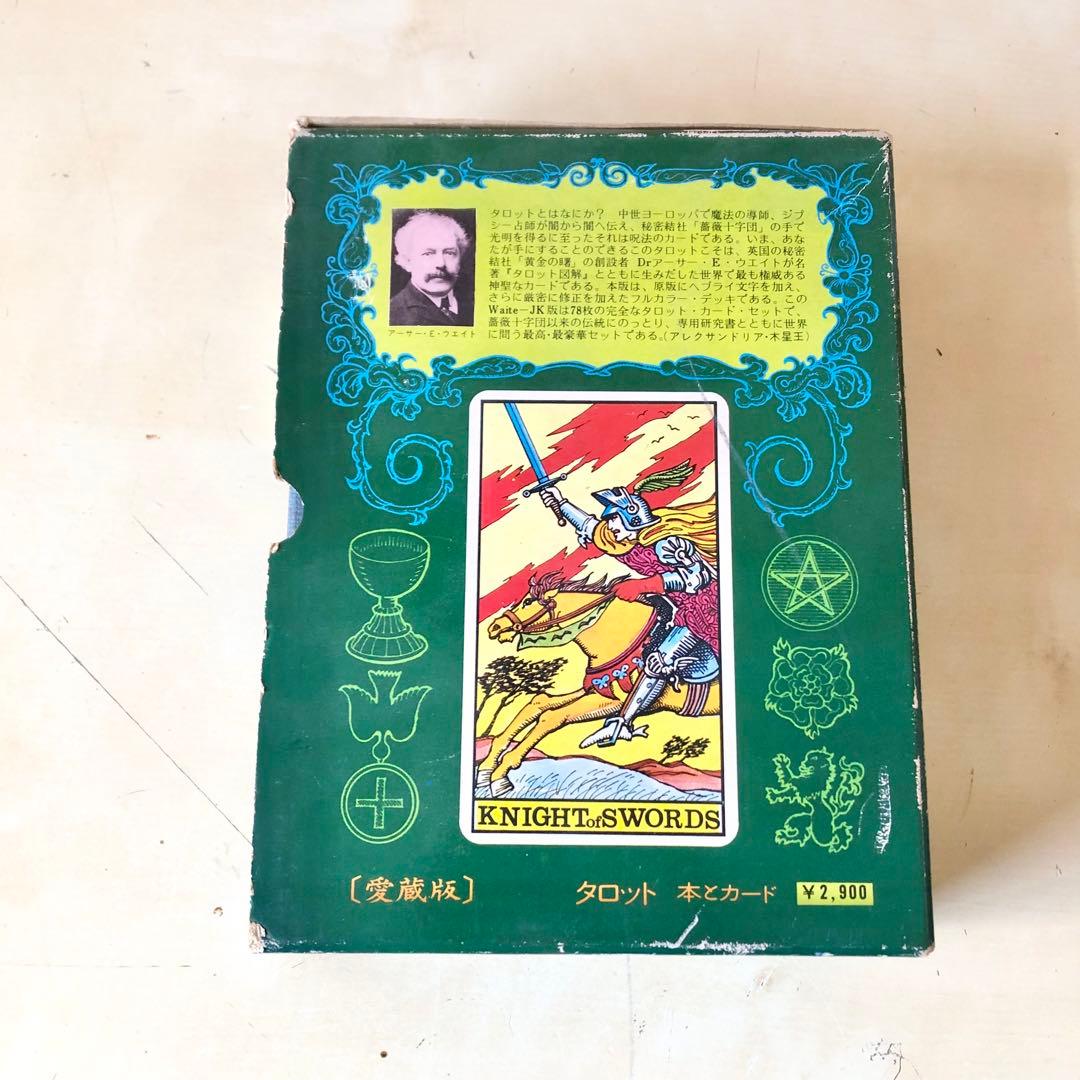 タロットとはなにか？　中世ヨーロッパで魔法の導師、ジプ
シー占師が闇から闇へ伝え、秘密結社「薔薇十字団」の手で
光明を得るに至ったそれは呪法のカードである。いま、あな
たが手にすることのできるこのタロットこそは、英国の秘密
結社「黄金の曙」の創設者 Drアーサー・E・ウエイトが名
著『タロット図解』とともに生みだした世界で最も権威ある
神聖なカードである。本版は、原版にヘブライ文字を加え、
さらに厳密に修正を加えたフルカラー・デッキである。この
Waite−JK版は78枚の完全なタロット・カード・セットで、
薔薇十字団以来の伝統にのっとり、専用研究書とともに世界
に問う最高・最豪華セットである。(アレクサンドリア・木星王)
アーサー・E・ウエイト
KNIGHT of SWORDS
〔愛蔵版〕
タロット 本とカード ¥2,900